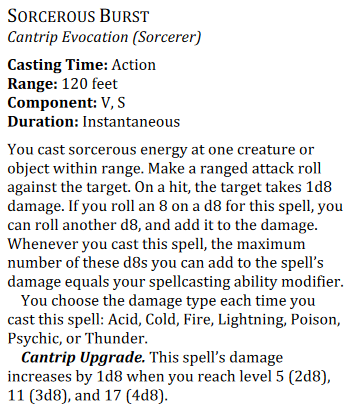 SORCEROUS BURST
Cantrip Evocation (Sorcerer)
Casting Time: Action
Range: 120 feet
Component: V, S
Duration: Instantaneous
You cast sorcerous energy at one creature or
object within range. Make a ranged attack roll
against the target. On a hit, the target takes 1d8
damage. If you roll an 8 on a d8 for this spell, you
can roll another d8, and add it to the damage.
Whenever you cast this spell, the maximum
number of these d8s you can add to the spell's
damage equals your spellcasting ability modifier.
You choose the damage type each time you
cast this spell: Acid, Cold, Fire, Lightning, Poison,
Psychic, or Thunder.
Cantrip Upgrade. This spell's damage
increases by 1d8 when you reach level 5 (2d8),
11 (3d8), and 17 (4d8).